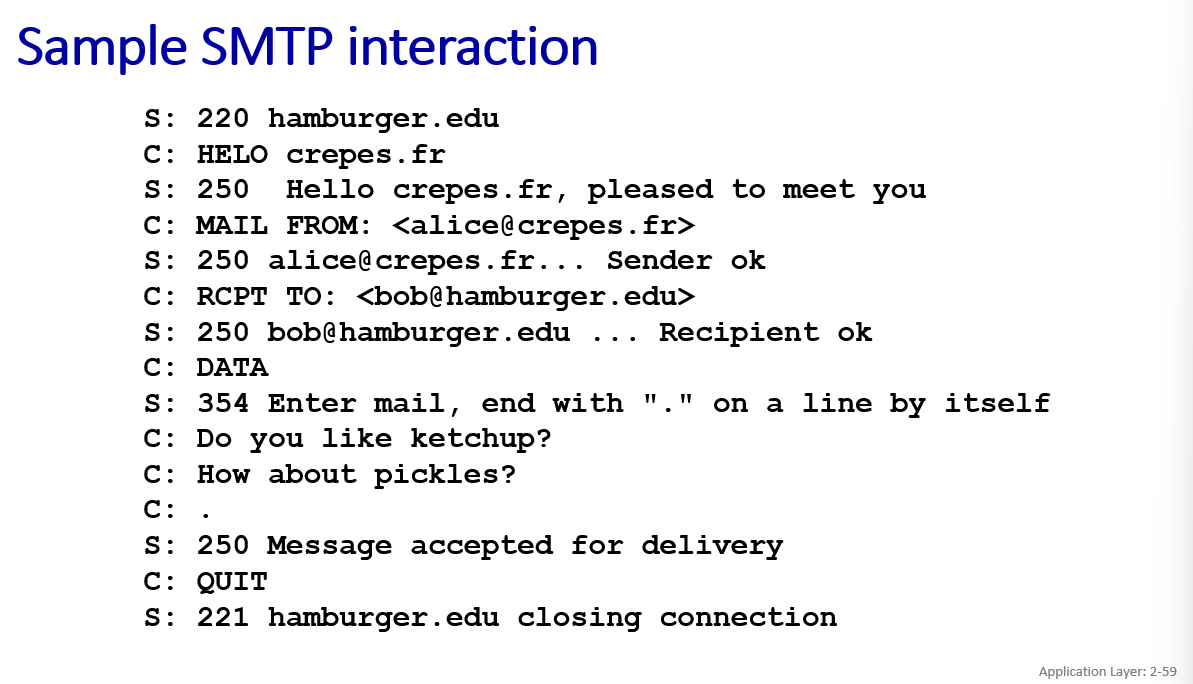 Sample SMTP interaction
S: 220 hamburger.edu
C: HELO crepes.fr
S: 250  Hello crepes.fr, pleased to meet you
C: MAIL FROM: <alice@crepes.fr>
S: 250 alice@crepes.fr... Sender ok
C: RCPT TO: <bob@hamburger.edu>
S: 250 bob@hamburger.edu ... Recipient ok
C: DATA
S: 354 Enter mail, end with "." on a line by itself
C: Do you like ketchup?
C: How about pickles?
C: .
S: 250 Message accepted for delivery
C: QUIT
S: 221 hamburger.edu closing connection
Application Layer: 2-59